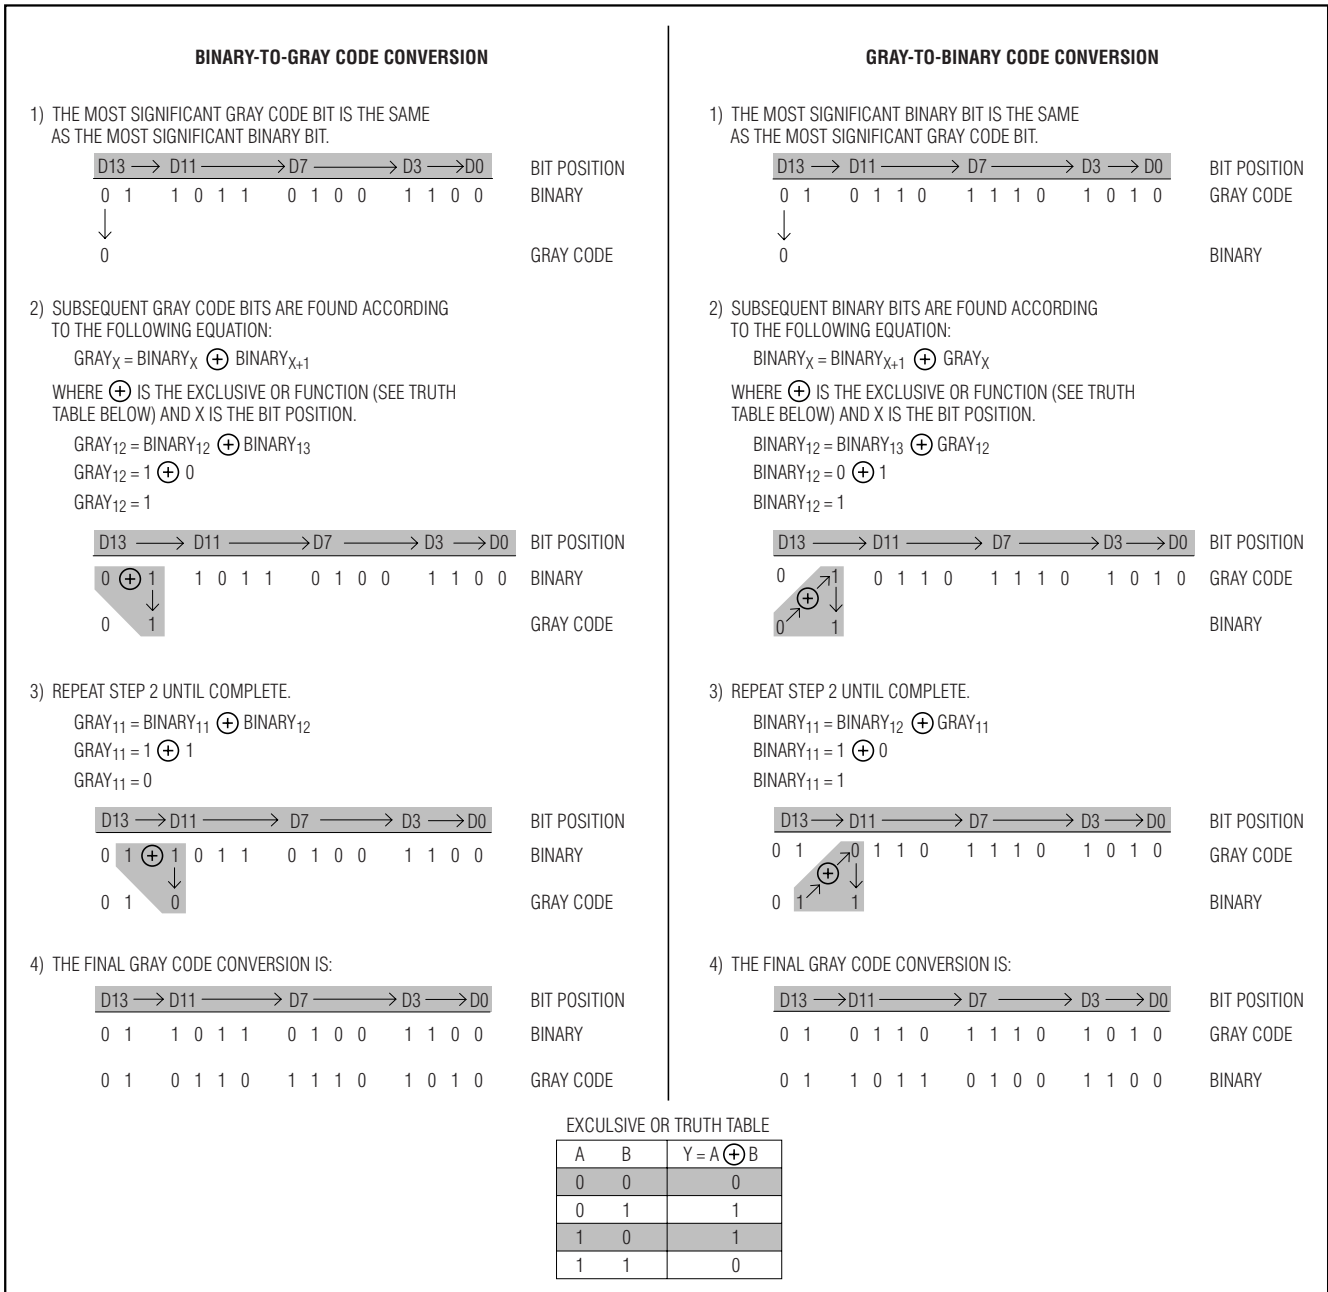 BINARY-TO-GRAY CODE CONVERSION
1) THE MOST SIGNIFICANT GRAY CODE BIT IS THE SAME
AS THE MOST SIGNIFICANT BINARY BIT.
D13 → D11 → D7 → D3 → D0 BIT POSITION
0 1 1 0 1 1 0 1 0 0 1 1 0 0 BINARY
↓
0 GRAY CODE
2) SUBSEQUENT GRAY CODE BITS ARE FOUND ACCORDING
TO THE FOLLOWING EQUATION:
GRAYX = BINARYX ⊕ BINARYX+1
WHERE ⊕ IS THE EXCLUSIVE OR FUNCTION (SEE TRUTH
TABLE BELOW) AND X IS THE BIT POSITION.
GRAY12 = BINARY12 ⊕ BINARY13
GRAY12 = 1 ⊕ 0
GRAY12 = 1
D13 → D11 → D7 → D3 → D0 BIT POSITION
0 ⊕ 1 1 0 1 1 0 1 0 0 1 1 0 0 BINARY
↓
0 1 GRAY CODE
3) REPEAT STEP 2 UNTIL COMPLETE.
GRAY11 = BINARY11 ⊕ BINARY12
GRAY11 = 1 ⊕ 1
GRAY11 = 0
D13 → D11 → D7 → D3 → D0 BIT POSITION
0 1 ⊕ 1 0 1 1 0 1 0 0 1 1 0 0 BINARY
↓
0 1 0 GRAY CODE
4) THE FINAL GRAY CODE CONVERSION IS:
D13 → D11 → D7 → D3 → D0 BIT POSITION
0 1 1 0 1 1 0 1 0 0 1 1 0 0 BINARY
0 1 0 1 1 0 1 1 1 0 1 0 1 0 GRAY CODE
GRAY-TO-BINARY CODE CONVERSION
1) THE MOST SIGNIFICANT BINARY BIT IS THE SAME
AS THE MOST SIGNIFICANT GRAY CODE BIT.
D13 → D11 → D7 → D3 → D0 BIT POSITION
0 1 0 1 1 0 1 1 1 0 1 0 1 0 GRAY CODE
↓
0 BINARY
2) SUBSEQUENT BINARY BITS ARE FOUND ACCORDING
TO THE FOLLOWING EQUATION:
BINARYX = BINARYX+1 ⊕ GRAYX
WHERE ⊕ IS THE EXCLUSIVE OR FUNCTION (SEE TRUTH
TABLE BELOW) AND X IS THE BIT POSITION.
BINARY12 = BINARY13 ⊕ GRAY12
BINARY12 = 0 ⊕ 1
BINARY12 = 1
D13 → D11 → D7 → D3 → D0 BIT POSITION
0 1 0 1 1 0 1 1 1 0 1 0 1 0 GRAY CODE
⊕ ↓
0 1 BINARY
3) REPEAT STEP 2 UNTIL COMPLETE.
BINARY11 = BINARY12 ⊕ GRAY11
BINARY11 = 1 ⊕ 0
BINARY11 = 1
D13 → D11 → D7 → D3 → D0 BIT POSITION
0 1 0 1 1 0 1 1 1 0 1 0 1 0 GRAY CODE
⊕ ↓
0 1 1 BINARY
4) THE FINAL GRAY CODE CONVERSION IS:
D13 → D11 → D7 → D3 → D0 BIT POSITION
0 1 0 1 1 0 1 1 1 0 1 0 1 0 GRAY CODE
0 1 1 0 1 1 0 1 0 0 1 1 0 0 BINARY
EXCULSIVE OR TRUTH TABLE
A B Y = A ⊕ B
0 0 0
0 1 1
1 0 1
1 1 0